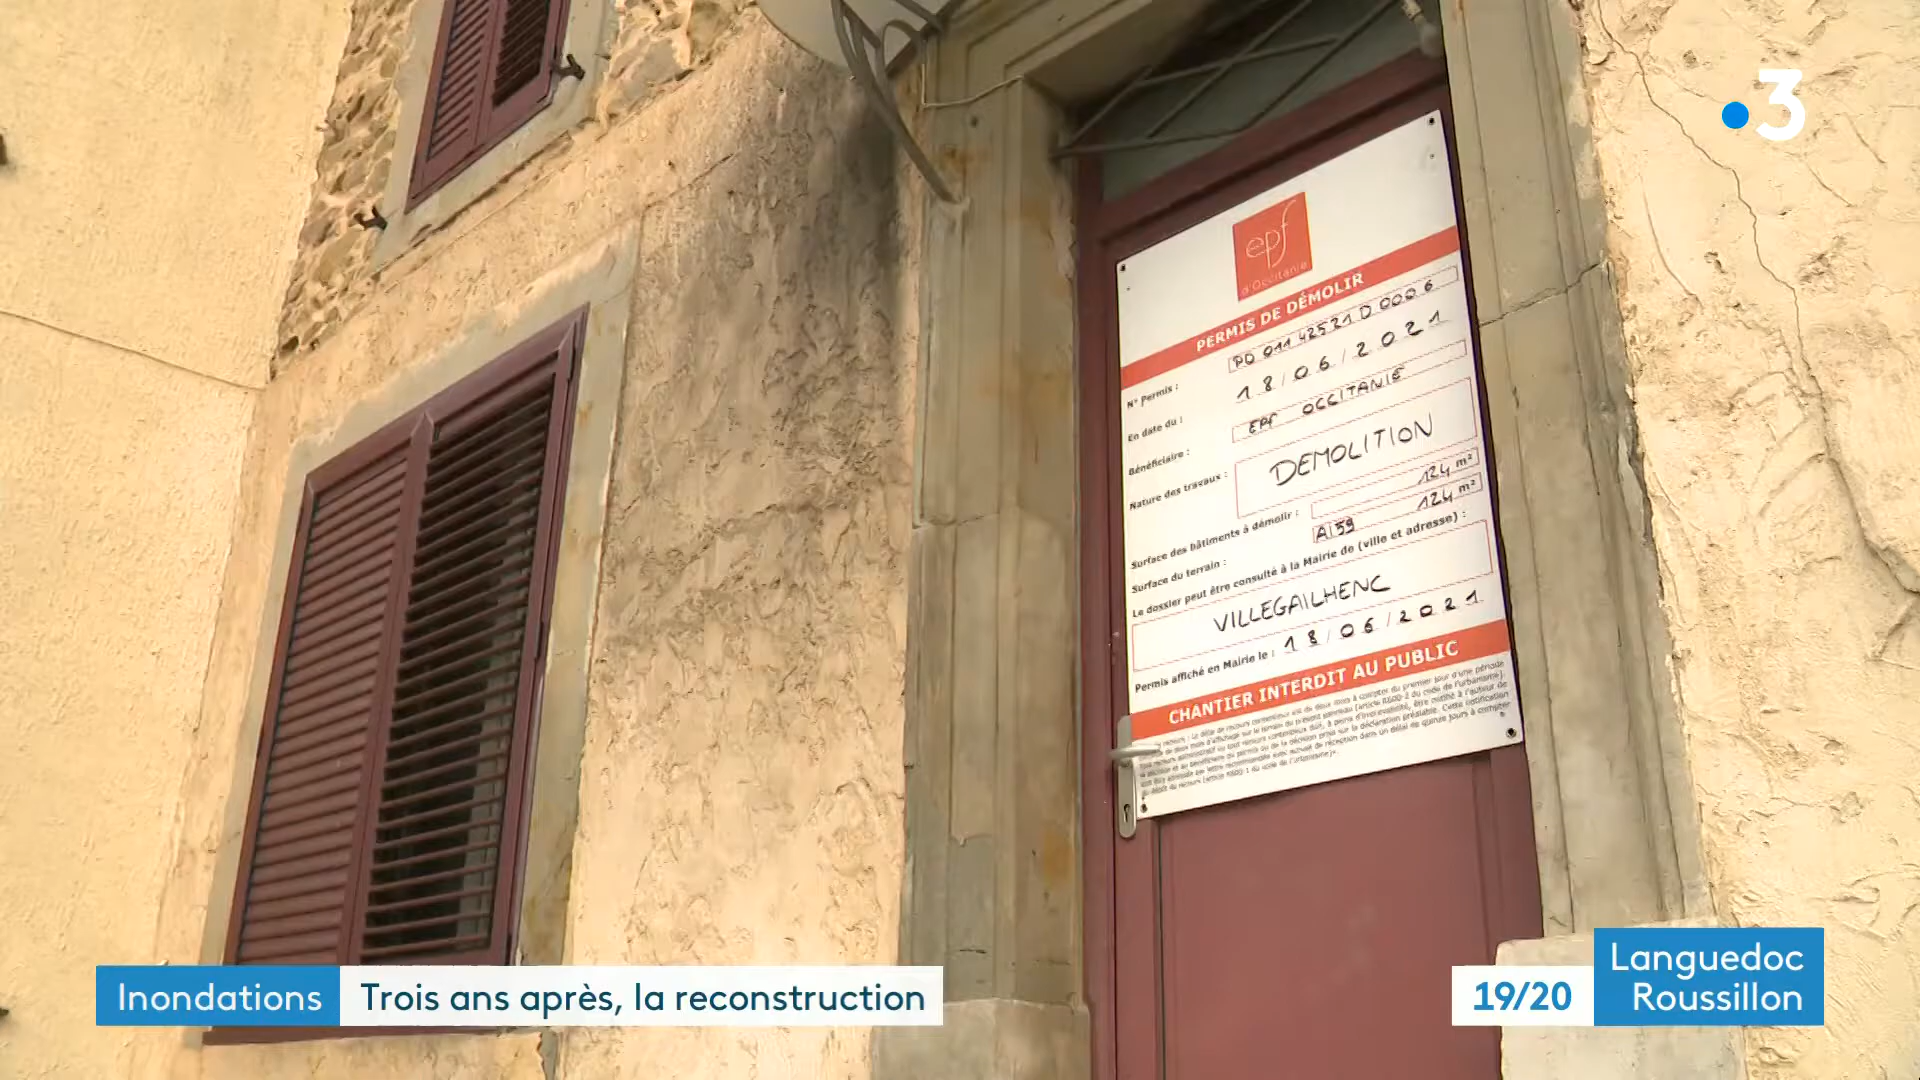 3
epf
d'Occitanie
PERMIS DE DÉMOLIR
N° Permis : PD 011 42521 D 0006
En date du : 18/06/2021
Bénéficiaire : EPF OCCITANIE
Nature des travaux : DEMOLITION
Surface des bâtiments à démolir : 124 m²
Surface du terrain : AI59 124 m²
Le dossier peut être consulté à la Mairie de (ville et adresse) :
VILLEGAILHENC
Permis affiché en Mairie le : 18/06/2021
CHANTIER INTERDIT AU PUBLIC
Inondations Trois ans après, la reconstruction
19/20 Languedoc
Roussillon